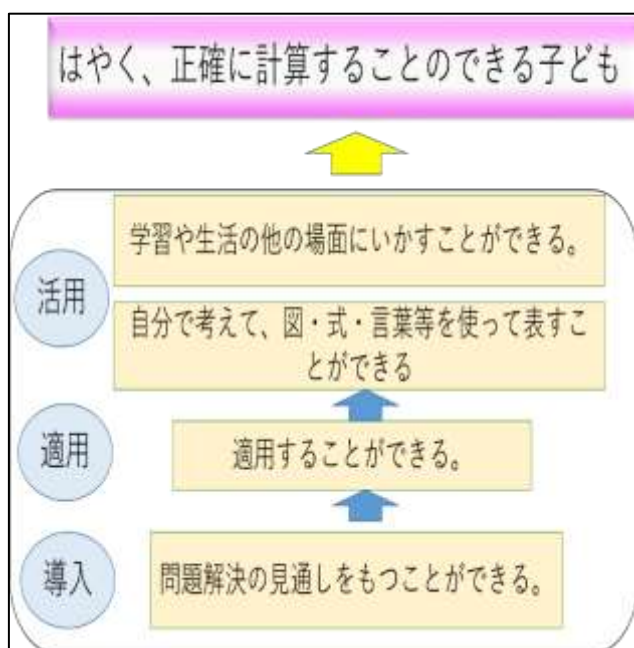 はやく、正確に計算することのできる子ども
学習や生活の他の場面にいかすことができる。
活用
自分で考えて、図・式・言葉等を使って表すこ
とができる
適用
適用することができる。
導入
問題解決の見通しをもつことができる。